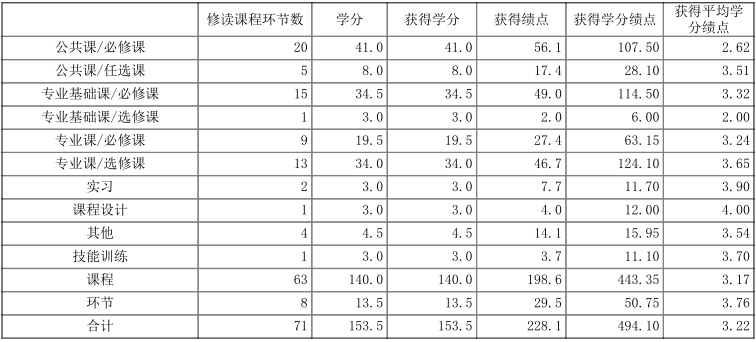 修读课程环节数 学分 获得学分 获得绩点 获得学分绩点 获得平均学
分绩点
公共课/必修课 20 41.0 41.0 56.1 107.50 2.62
公共课/任选课 5 8.0 8.0 17.4 28.10 3.51
专业基础课/必修课 15 34.5 34.5 49.0 114.50 3.32
专业基础课/选修课 1 3.0 3.0 2.0 6.00 2.00
专业课/必修课 9 19.5 19.5 27.4 63.15 3.24
专业课/选修课 13 34.0 34.0 46.7 124.10 3.65
实习 2 3.0 3.0 7.7 11.70 3.90
课程设计 1 3.0 3.0 4.0 12.00 4.00
其他 4 4.5 4.5 14.1 15.95 3.54
技能训练 1 3.0 3.0 3.7 11.10 3.70
课程 63 140.0 140.0 198.6 443.35 3.17
环节 8 13.5 13.5 29.5 50.75 3.76
合计 71 153.5 153.5 228.1 494.10 3.22